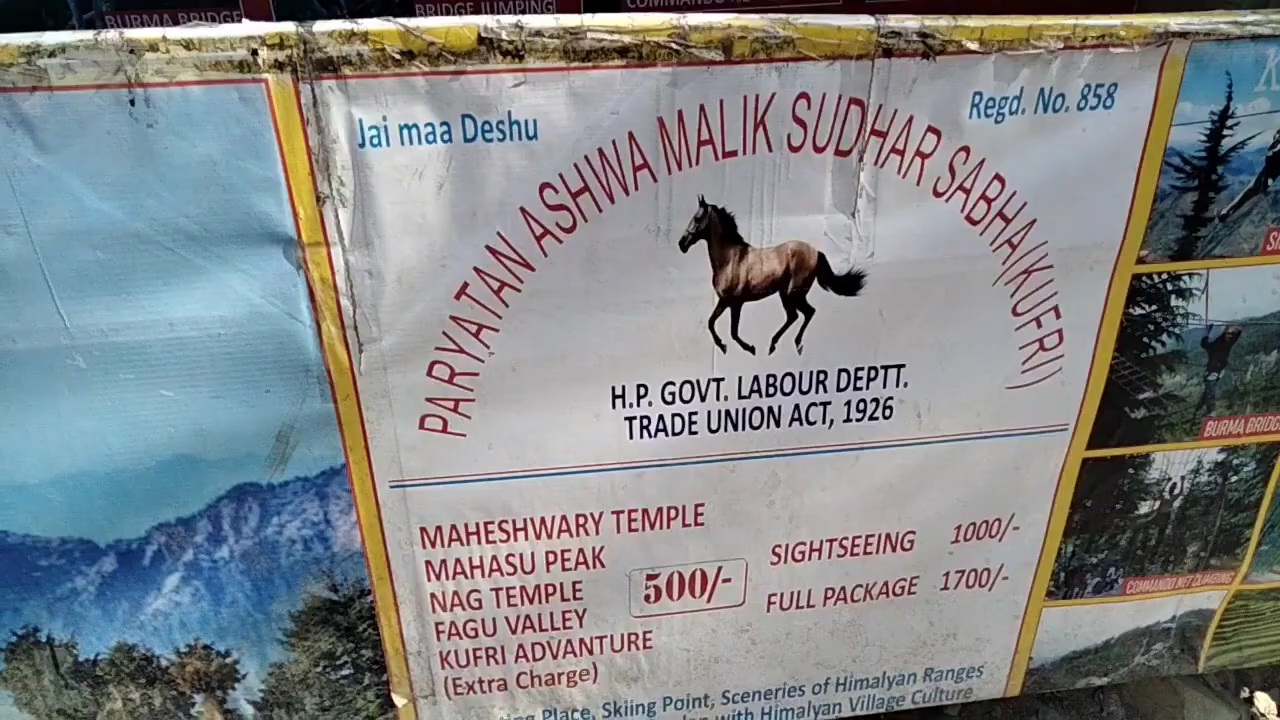 BURMA BRIDGE
BRIDGE JUMPING
Jai maa Deshu
Regd. No. 858
PARYATAN ASHWA MALIK SUDHAR SABHA(KUFRI)
H.P. GOVT. LABOUR DEPTT.
TRADE UNION ACT, 1926
MAHESHWARY TEMPLE
MAHASU PEAK
NAG TEMPLE
FAGU VALLEY
KUFRI ADVANTURE
(Extra Charge)
500/-
SIGHTSEEING 1000/-
FULL PACKAGE 1700/-
Place, Skiing Point, Sceneries of Himalyan Ranges
with Himalyan Village Culture
BURMA BRIDGE
COMMANDO NET CLIMBING